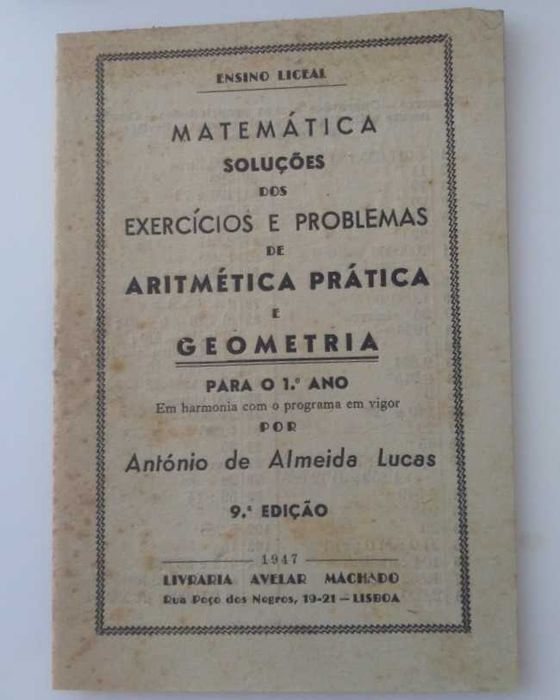 ENSINO LICEAL
MATEMÁTICA
SOLUÇÕES
DOS
EXERCÍCIOS E PROBLEMAS
DE
ARITMÉTICA PRÁTICA
E
GEOMETRIA
PARA O 1.º ANO
Em harmonia com o programa em vigor
POR
António de Almeida Lucas
9.ª EDIÇÃO
1947
LIVRARIA AVELAR MACHADO
Rua Poço dos Negros, 19-21 — LISBOA